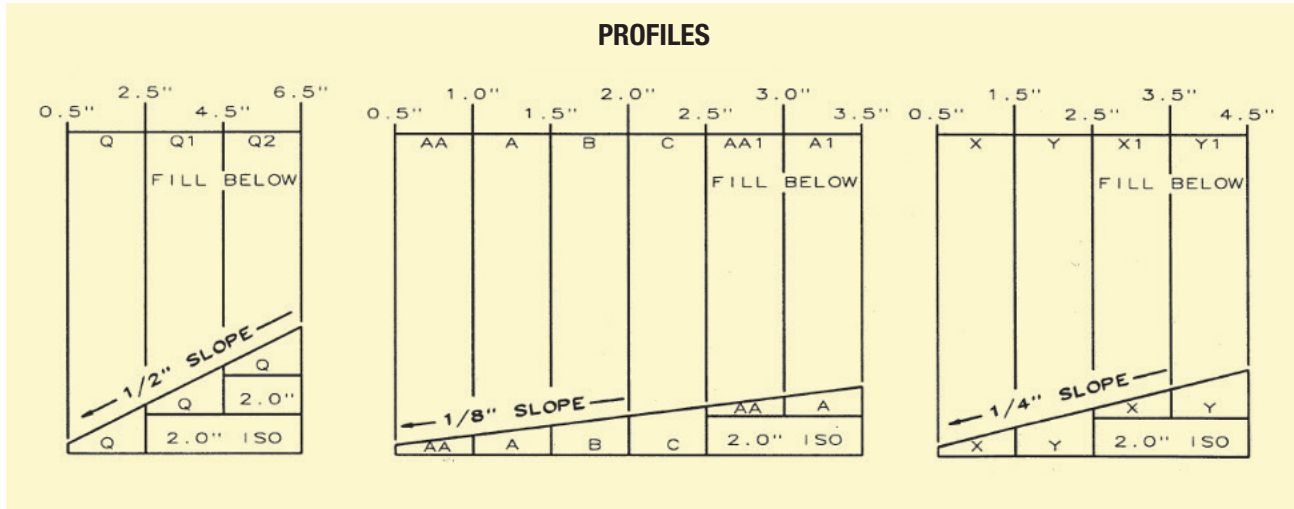 PROFILES
2.5" 6.5"
0.5" 4.5"
Q Q1 Q2
FILL BELOW
1/2" SLOPE
Q
Q 2.0"
Q 2.0" ISO
1.0" 2.0" 3.0"
0.5" 1.5" 2.5" 3.5"
AA A B C AA1 A1
FILL BELOW
1/8" SLOPE
AA A
AA A B C 2.0" ISO
1.5" 3.5"
0.5" 2.5" 4.5"
X Y X1 Y1
FILL BELOW
1/4" SLOPE
X Y
X Y 2.0" ISO